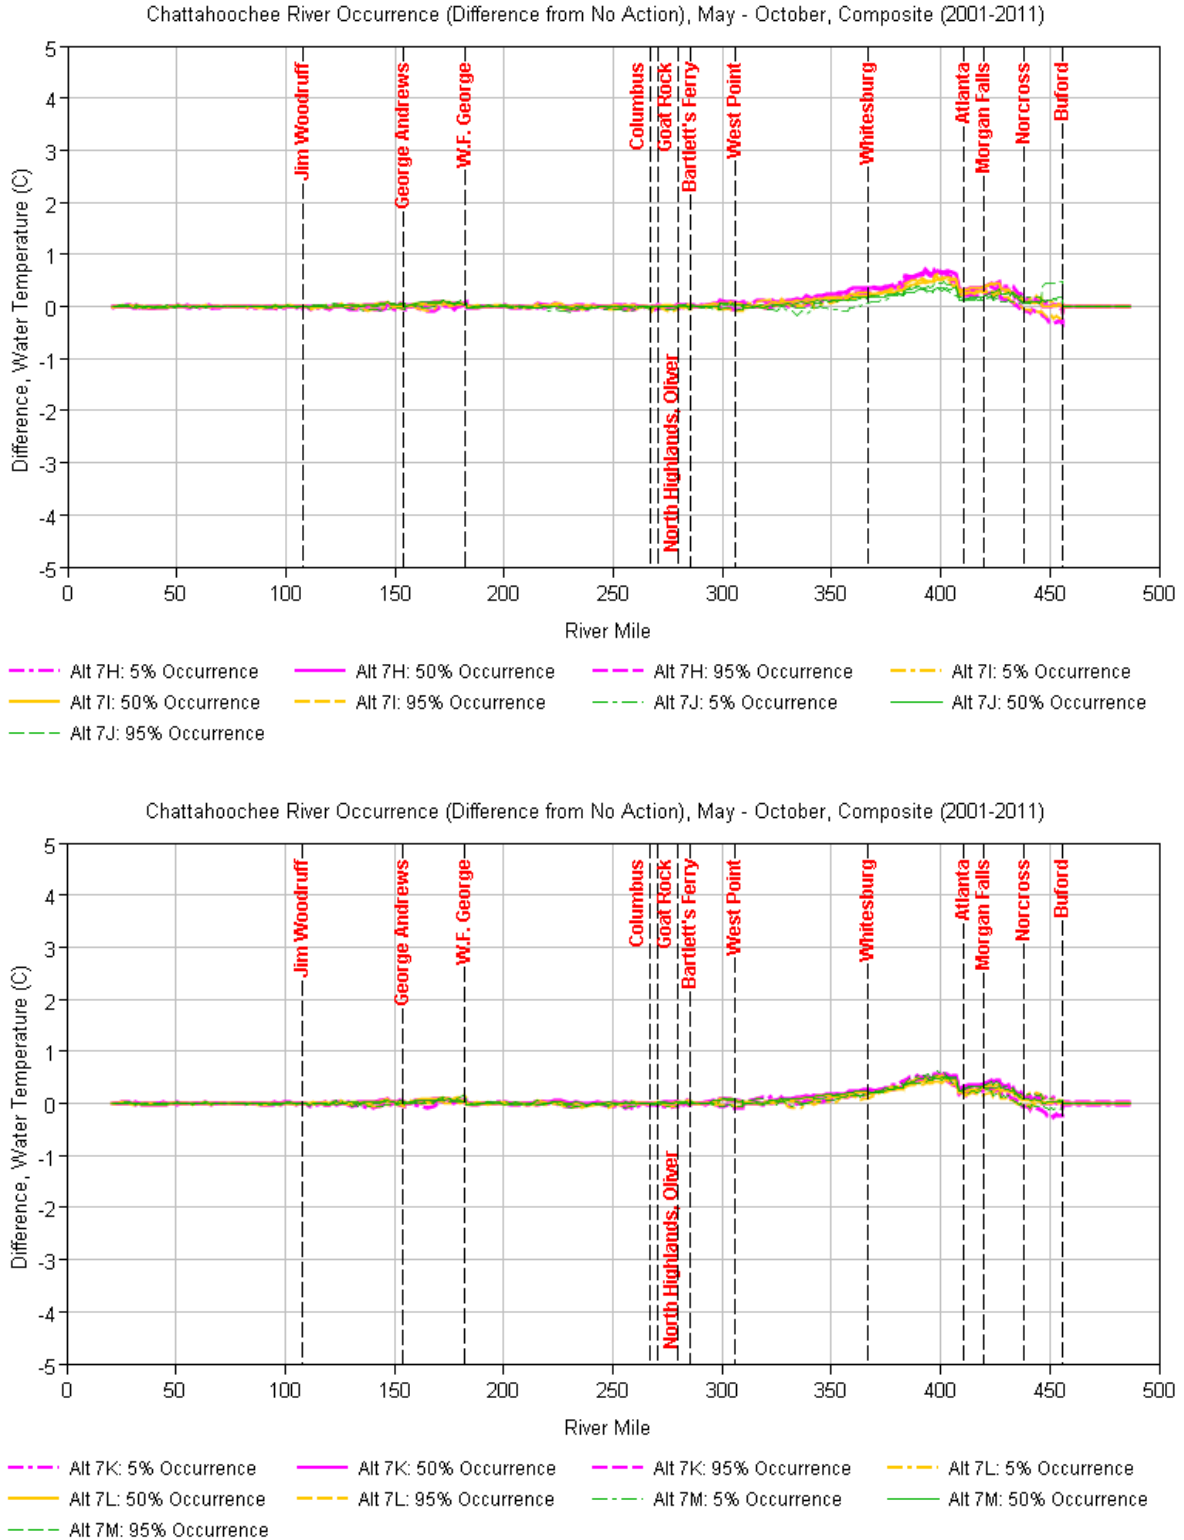 Chattahoochee River Occurrence (Difference from No Action), May - October, Composite (2001-2011)
Difference, Water Temperature (C)
5
4
3
2
1
0
-1
-2
-3
-4
-5
Jim Woodruff
George Andrews
W.F. George
Columbus
Goat Rock
North Highlands, Oliver
Bartlett's Ferry
West Point
Whitesburg
Atlanta
Morgan Falls
Norcross
Buford
0 50 100 150 200 250 300 350 400 450 500
River Mile
Alt 7H: 5% Occurrence Alt 7H: 50% Occurrence Alt 7H: 95% Occurrence Alt 7I: 5% Occurrence
Alt 7I: 50% Occurrence Alt 7I: 95% Occurrence Alt 7J: 5% Occurrence Alt 7J: 50% Occurrence
Alt 7J: 95% Occurrence
Chattahoochee River Occurrence (Difference from No Action), May - October, Composite (2001-2011)
Difference, Water Temperature (C)
5
4
3
2
1
0
-1
-2
-3
-4
-5
Jim Woodruff
George Andrews
W.F. George
Columbus
Goat Rock
North Highlands, Oliver
Bartlett's Ferry
West Point
Whitesburg
Atlanta
Morgan Falls
Norcross
Buford
0 50 100 150 200 250 300 350 400 450 500
River Mile
Alt 7K: 5% Occurrence Alt 7K: 50% Occurrence Alt 7K: 95% Occurrence Alt 7L: 5% Occurrence
Alt 7L: 50% Occurrence Alt 7L: 95% Occurrence Alt 7M: 5% Occurrence Alt 7M: 50% Occurrence
Alt 7M: 95% Occurrence